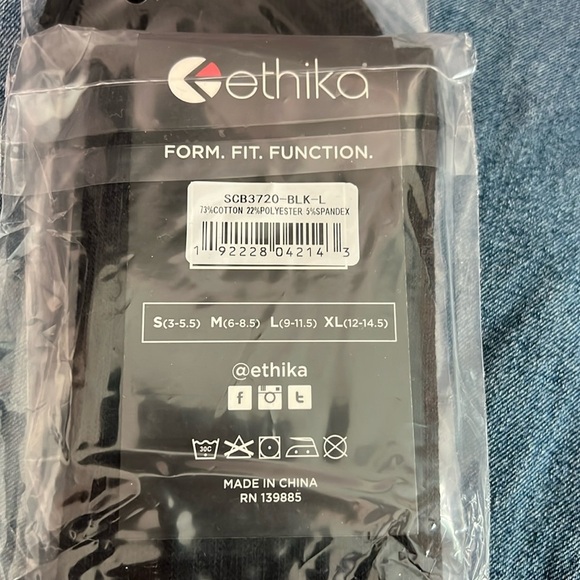 ethika
FORM. FIT. FUNCTION.
SCB3720-BLK-L
73%COTTON 22%POLYESTER 5%SPANDEX
1 92228 04214 3
S(3-5.5) M(6-8.5) L(9-11.5) XL(12-14.5)
@ethika
f t
30C
MADE IN CHINA
RN 139885